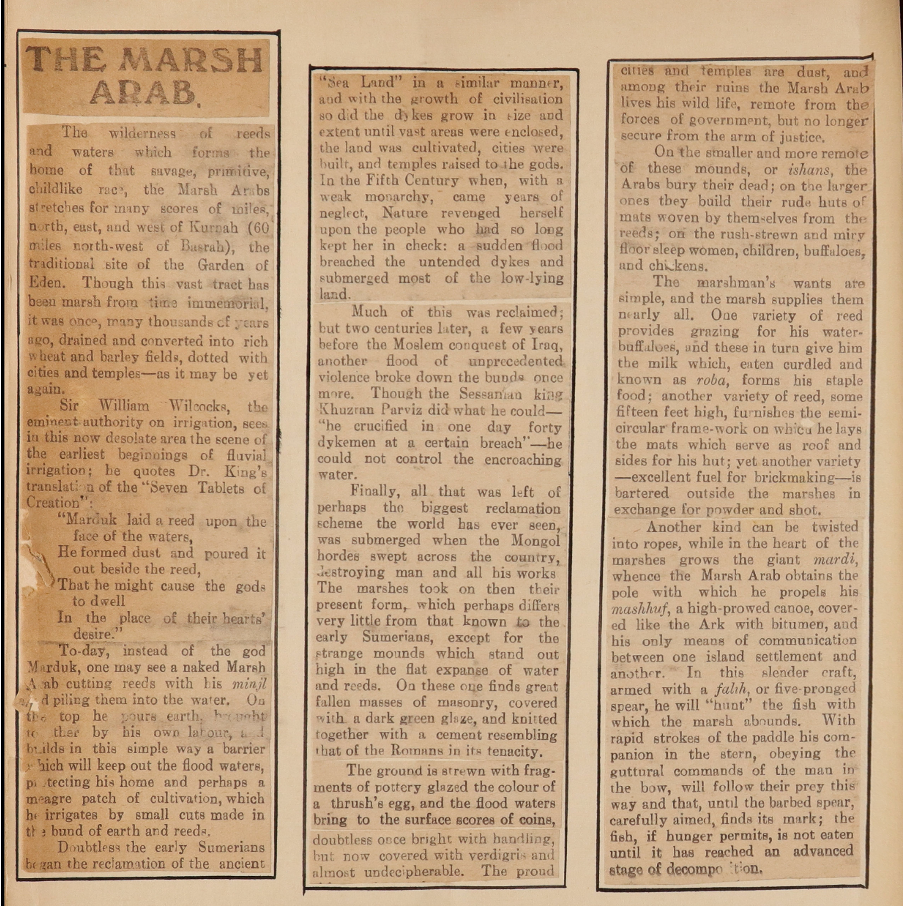 THE MARSH
ARAB.
The wilderness of reeds
and waters which forms the
home of that savage, primitive,
childlike race, the Marsh Arabs
stretches for many scores of miles,
north, east, and west of Kurnah (60
miles north-west of Basrah), the
traditional site of the Garden of
Eden. Though this vast tract has
been marsh from time immemorial,
it was once, many thousands of years
ago, drained and converted into rich
wheat and barley fields, dotted with
cities and temples—as it may be yet
again.
Sir William Wilcocks, the
eminent authority on irrigation, sees
in this now desolate area the scene of
the earliest beginnings of fluvial
irrigation; he quotes Dr. King's
translation of the "Seven Tablets of
Creation":
"Marduk laid a reed upon the
face of the waters,
He formed dust and poured it
out beside the reed,
That he might cause the gods
to dwell
In the place of their hearts'
desire."
To-day, instead of the god
Marduk, one may see a naked Marsh
Arab cutting reeds with his minjl
and piling them into the water. On
the top he pours earth, brought
by his own labour, and
builds in this simple way a barrier
which will keep out the flood waters,
protecting his home and perhaps a
meagre patch of cultivation, which
he irrigates by small cuts made in
the bund of earth and reeds.
Doubtless the early Sumerians
began the reclamation of the ancient
"Sea Land" in a similar manner,
and with the growth of civilisation
so did the dykes grow in size and
extent until vast areas were enclosed,
the land was cultivated, cities were
built, and temples raised to the gods.
In the Fifth Century when, with a
weak monarchy, came years of
neglect, Nature revenged herself
upon the people who had so long
kept her in check: a sudden flood
breached the untended dykes and
submerged most of the low-lying
land.
Much of this was reclaimed;
but two centuries later, a few years
before the Moslem conquest of Iraq,
another flood of unprecedented
violence broke down the bunds once
more. Though the Sessanian king
Khuzran Parviz did what he could—
"he crucified in one day forty
dykemen at a certain breach"—he
could not control the encroaching
water.
Finally, all that was left of
perhaps the biggest reclamation
scheme the world has ever seen,
was submerged when the Mongol
hordes swept across the country,
destroying man and all his works
The marshes took on then their
present form, which perhaps differs
very little from that known to the
early Sumerians, except for the
strange mounds which stand out
high in the flat expanse of water
and reeds. On these one finds great
fallen masses of masonry, covered
with a dark green glaze, and knitted
together with a cement resembling
that of the Romans in its tenacity.
The ground is strewn with frag-
ments of pottery glazed the colour of
a thrush's egg, and the flood waters
bring to the surface scores of coins,
doubtless once bright with handling,
but now covered with verdigris and
almost undecipherable. The proud
cities and temples are dust, and
among their ruins the Marsh Arab
lives his wild life, remote from the
forces of government, but no longer
secure from the arm of justice.
On the smaller and more remote
of these mounds, or ishans, the
Arabs bury their dead; on the larger
ones they build their rude huts of
mats woven by themselves from the
reeds; on the rush-strewn and miry
floor sleep women, children, buffaloes,
and chickens.
The marshman's wants are
simple, and the marsh supplies them
nearly all. One variety of reed
provides grazing for his water-
buffaloes, and these in turn give him
the milk which, eaten curdled and
known as roba, forms his staple
food; another variety of reed, some
fifteen feet high, furnishes the semi-
circular frame-work on which he lays
the mats which serve as roof and
sides for his hut; yet another variety
—excellent fuel for brickmaking—is
bartered outside the marshes in
exchange for powder and shot.
Another kind can be twisted
into ropes, while in the heart of the
marshes grows the giant mardi,
whence the Marsh Arab obtains the
pole with which he propels his
mashhuf, a high-prowed canoe, cover-
ed like the Ark with bitumen, and
his only means of communication
between one island settlement and
another. In this slender craft,
armed with a falih, or five-pronged
spear, he will "hunt" the fish with
which the marsh abounds. With
rapid strokes of the paddle his com-
panion in the stern, obeying the
guttural commands of the man in
the bow, will follow their prey this
way and that, until the barbed spear,
carefully aimed, finds its mark; the
fish, if hunger permits, is not eaten
until it has reached an advanced
stage of decomposition.